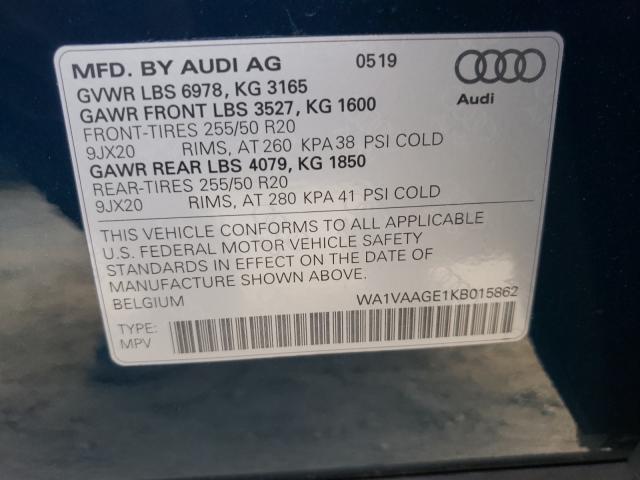 MFD. BY AUDI AG 0519
GVWR LBS 6978, KG 3165
GAWR FRONT LBS 3527, KG 1600
FRONT-TIRES 255/50 R20
9JX20 RIMS, AT 260 KPA 38 PSI COLD
GAWR REAR LBS 4079, KG 1850
REAR-TIRES 255/50 R20
9JX20 RIMS, AT 280 KPA 41 PSI COLD
Audi
THIS VEHICLE CONFORMS TO ALL APPLICABLE
U.S. FEDERAL MOTOR VEHICLE SAFETY
STANDARDS IN EFFECT ON THE DATE OF
MANUFACTURE SHOWN ABOVE.
BELGIUM WA1VAAGE1KB015862
TYPE:
MPV